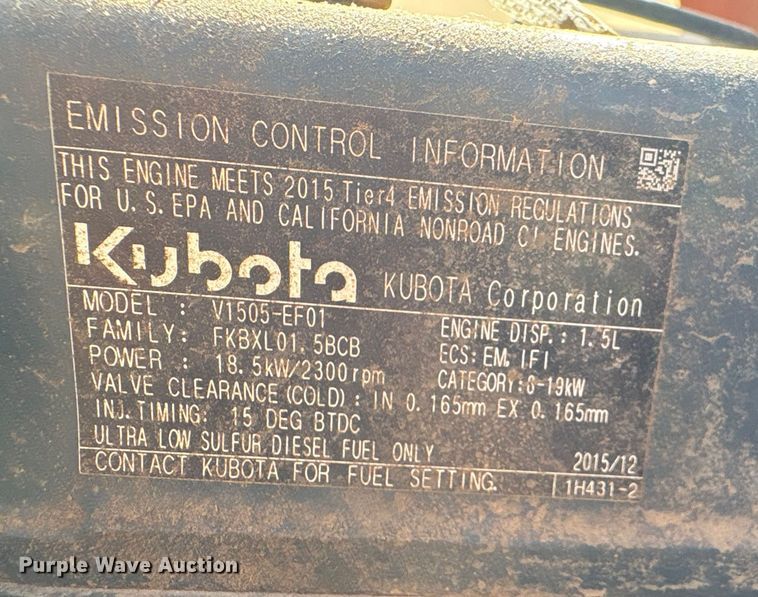 EMISSION CONTROL INFORMATION
THIS ENGINE MEETS 2015 Tier4 EMISSION REGULATIONS
FOR U.S.EPA AND CALIFORNIA NONROAD CI ENGINES.
Kubota KUBOTA Corporation
MODEL : V1505-EF01 ENGINE DISP.: 1.5L
FAMILY: FKBXL01.5BCB ECS: EM, IFI
POWER : 18.5kW/2300rpm CATEGORY:8-19kW
VALVE CLEARANCE (COLD) : IN 0.165mm EX 0.165mm
INJ.TIMING: 15 DEG BTDC
ULTRA LOW SULFUR DIESEL FUEL ONLY 2015/12
CONTACT KUBOTA FOR FUEL SETTING. 1H431-2
Purple Wave Auction